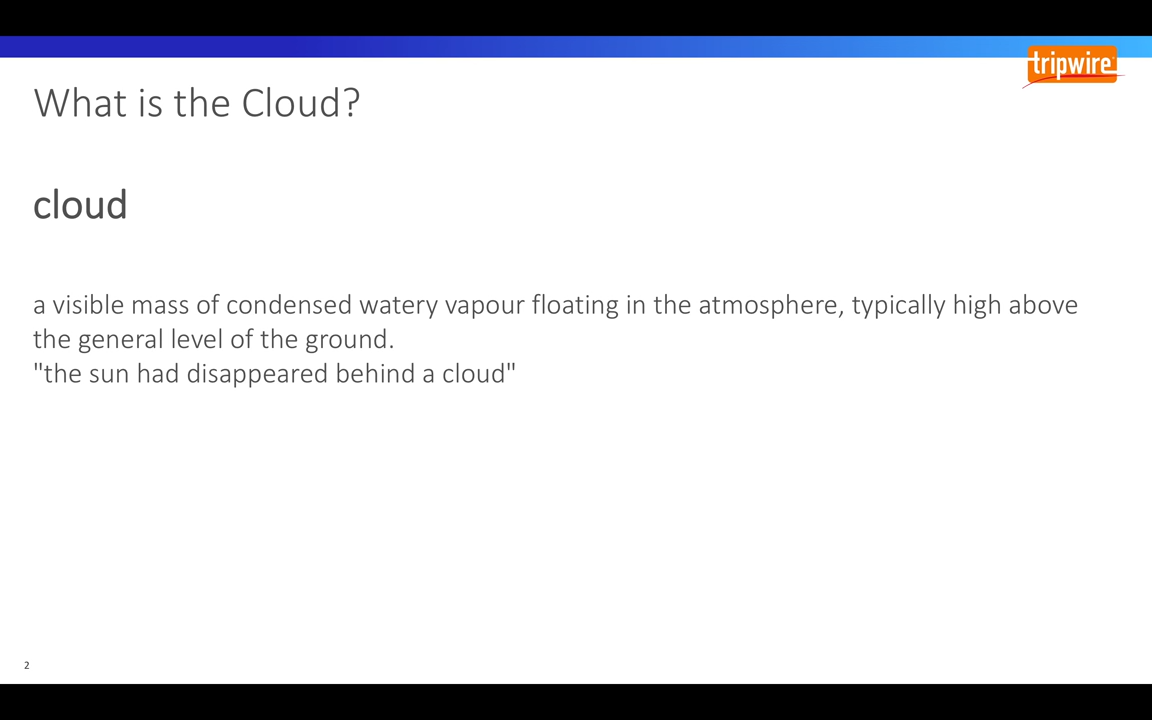 tripwire
What is the Cloud?
cloud
a visible mass of condensed watery vapour floating in the atmosphere, typically high above
the general level of the ground.
"the sun had disappeared behind a cloud"
2